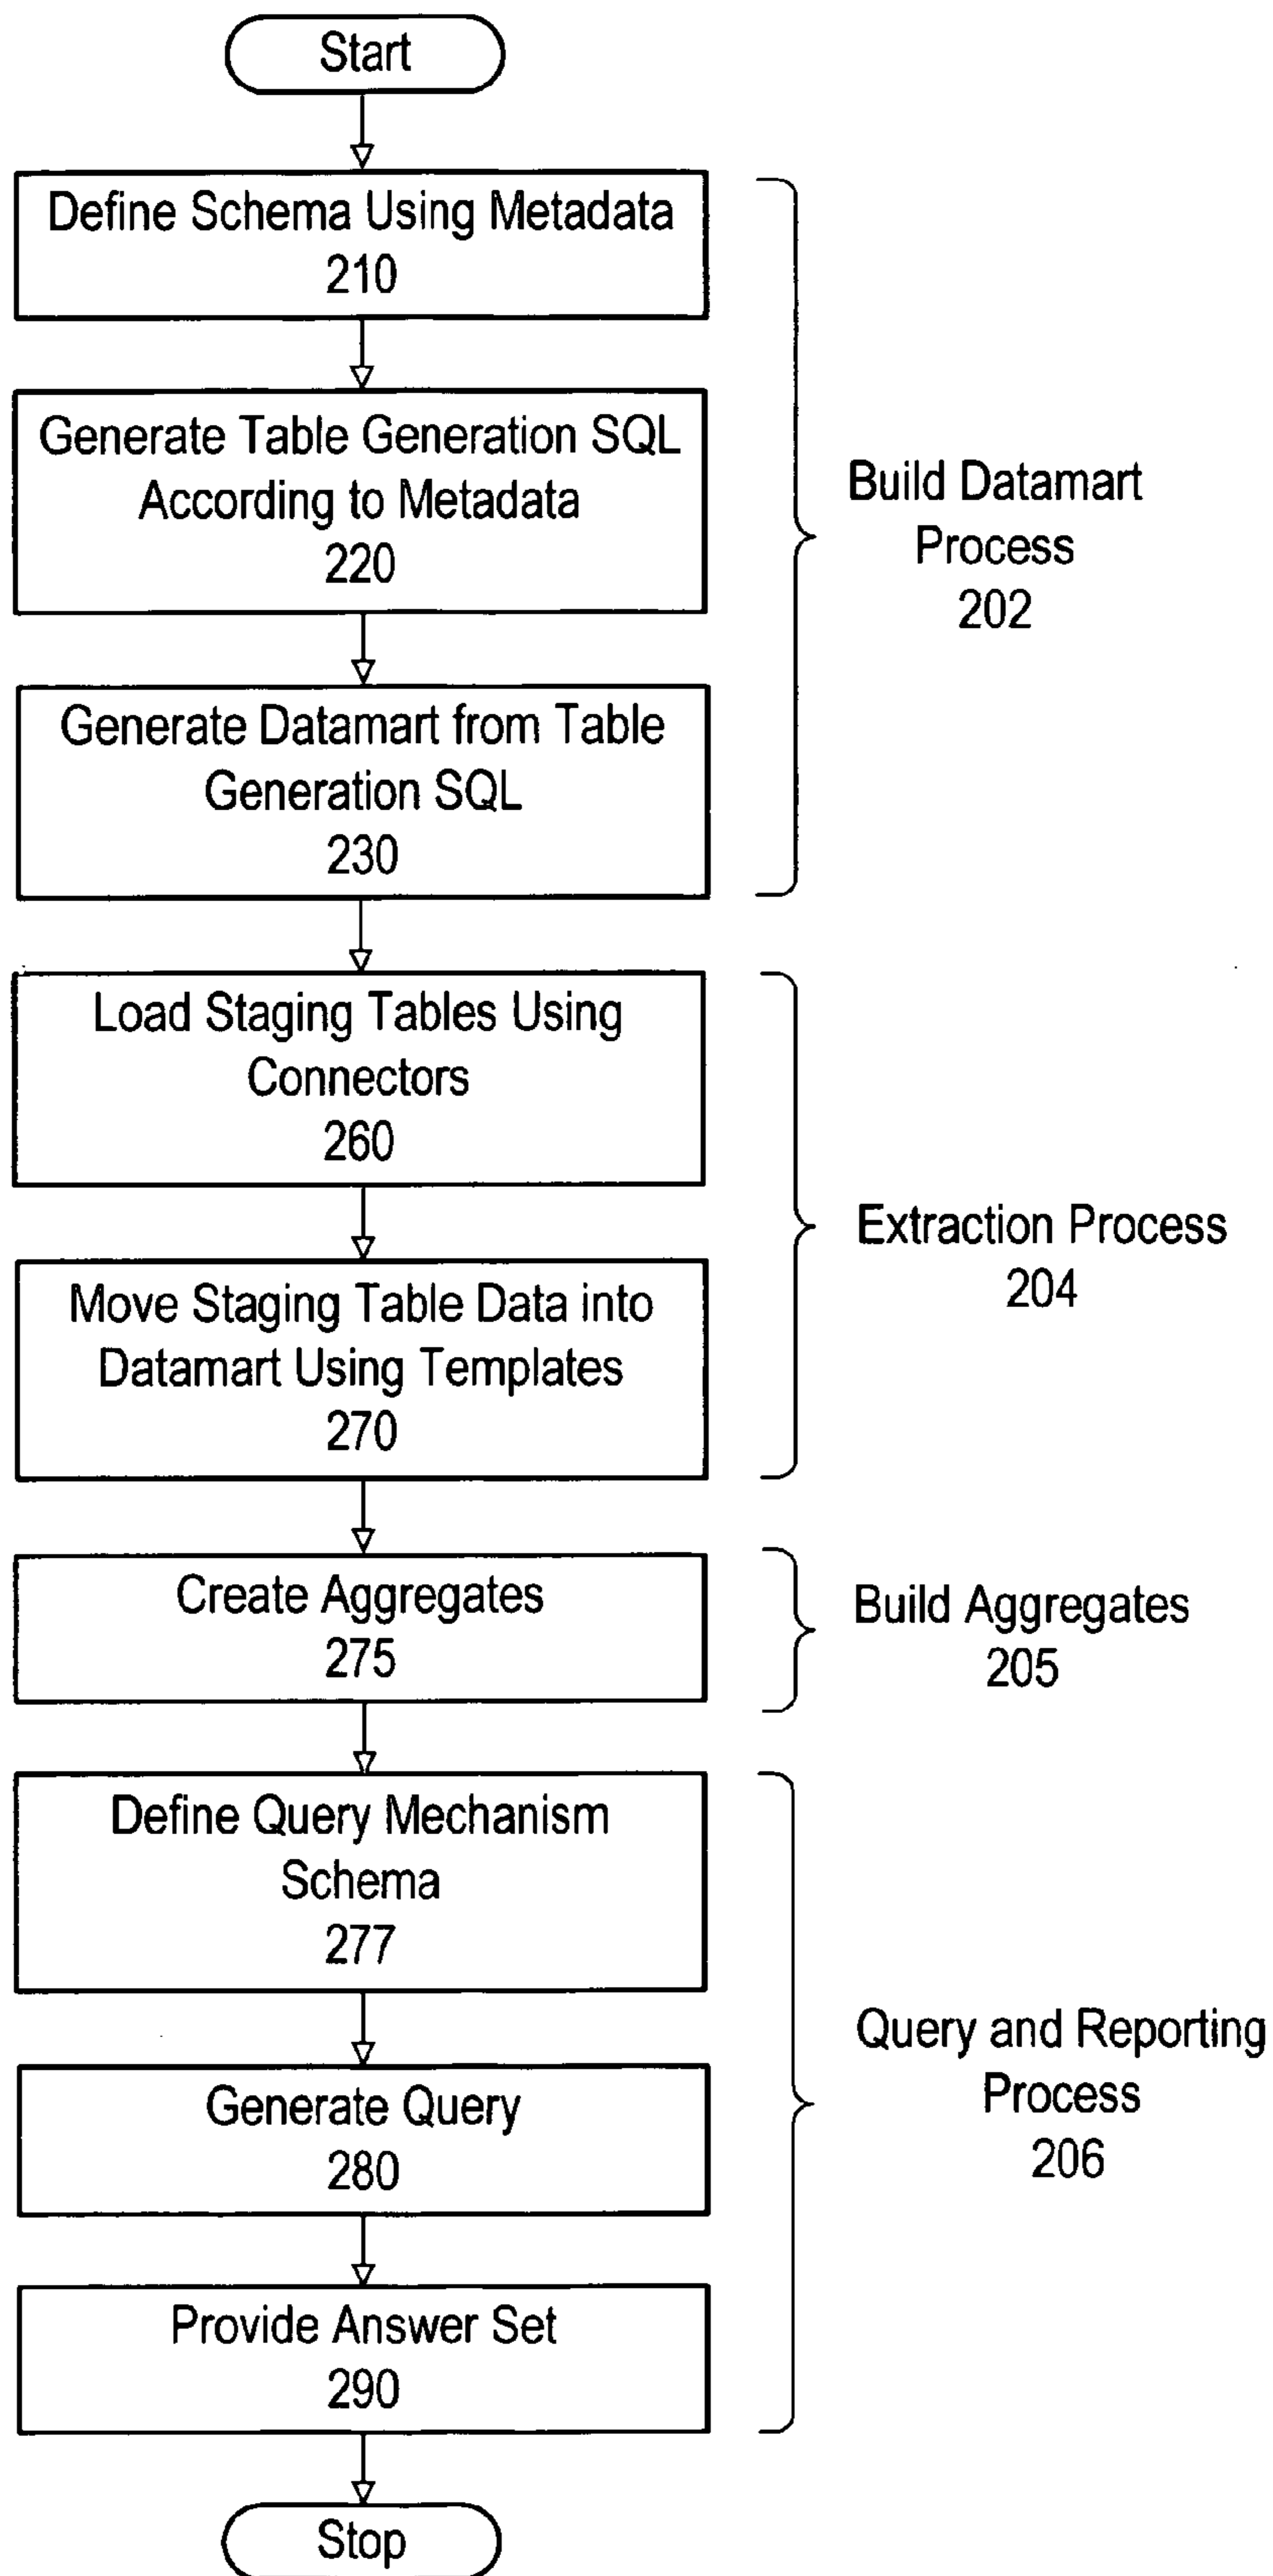 Start
Define Schema Using Metadata
210
Generate Table Generation SQL
According to Metadata
220
Generate Datamart from Table
Generation SQL
230
Build Datamart
Process
202
Load Staging Tables Using
Connectors
260
Move Staging Table Data into
Datamart Using Templates
270
Extraction Process
204
Create Aggregates
275
Build Aggregates
205
Define Query Mechanism
Schema
277
Generate Query
280
Provide Answer Set
290
Query and Reporting
Process
206
Stop